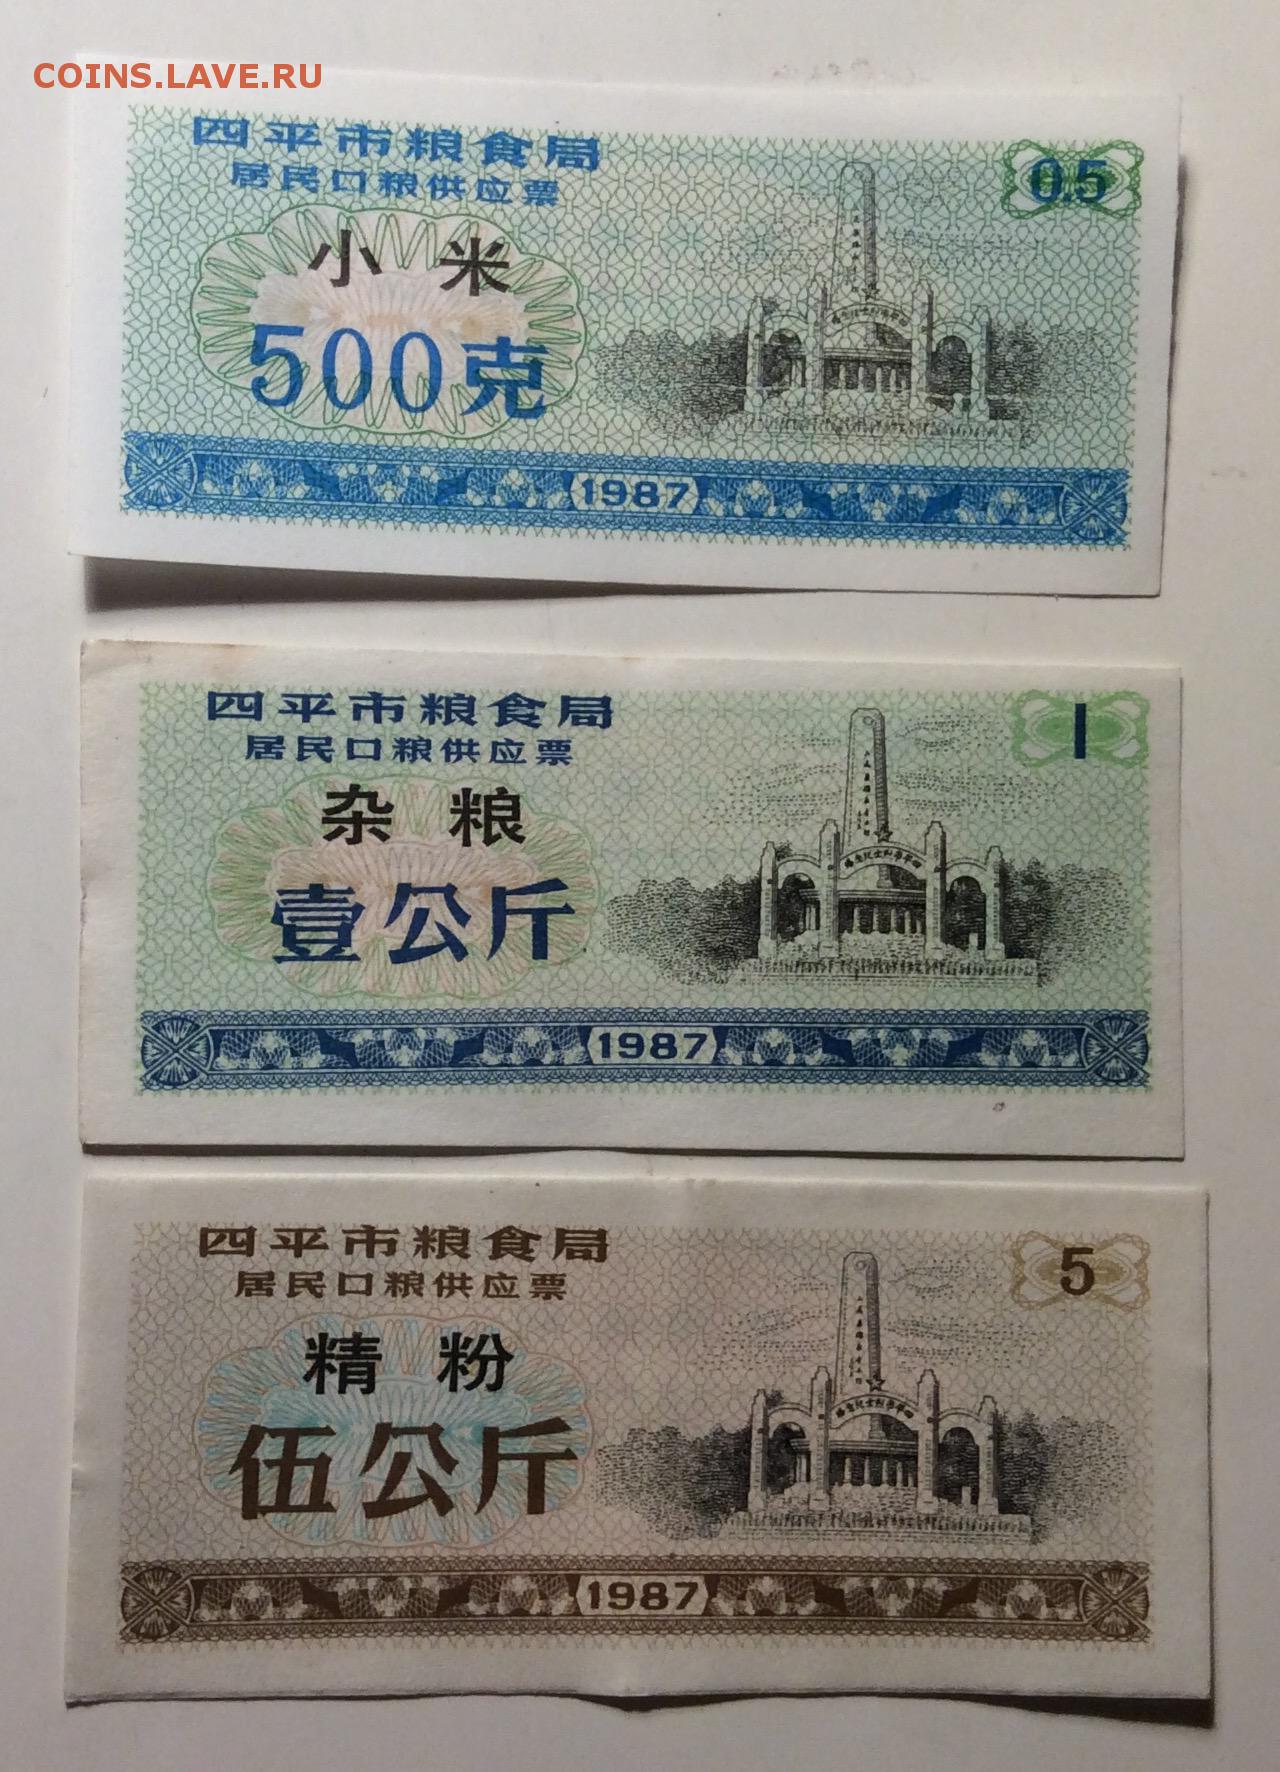 COINS.LAVE.RU
四平市粮食局
居民口粮供应票
0.5
小米
500克
1987
四平市粮食局
居民口粮供应票
1
杂粮
壹公斤
1987
四平市粮食局
居民口粮供应票
5
精粉
伍公斤
1987